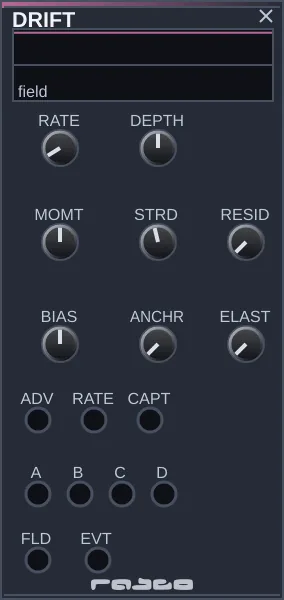 DRIFT
field
RATE DEPTH
MOMT STRD RESID
BIAS ANCHR ELAST
ADV RATE CAPT
A B C D
FLD EVT